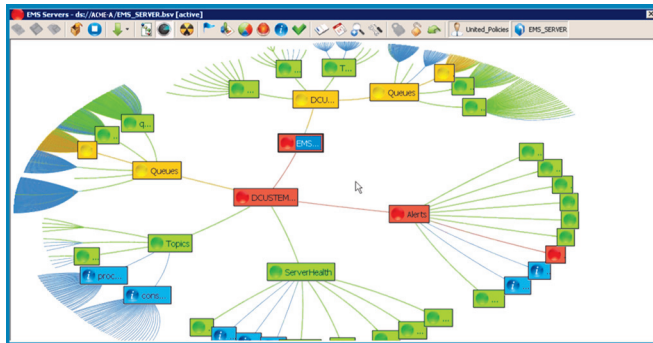 EMS Servers - ds://ACME-A/EMS_SERVER.bsv [active]
United_Policies EMS_SERVER
T...
...
...
DCU...
Queues
q...
EMS...
Queues
DCUSTEM...
Alerts
Topics
...
proc...
ServerHealth
cons...
...